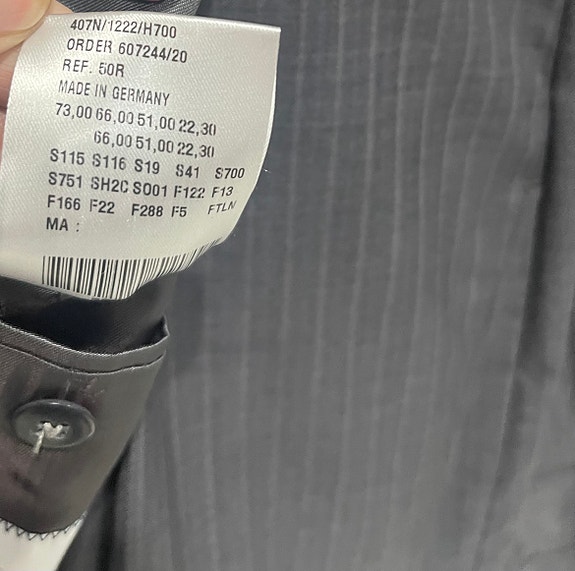 407N/1222/H700
ORDER 607244/20
REF. 50R
MADE IN GERMANY
73,00 66,00 51,00 22,30
66,00 51,00 22,30
S115 S116 S19 S41 S700
S751 SH2C S001 F122 F13
F166 F22 F288 F5 FTLN
MA :